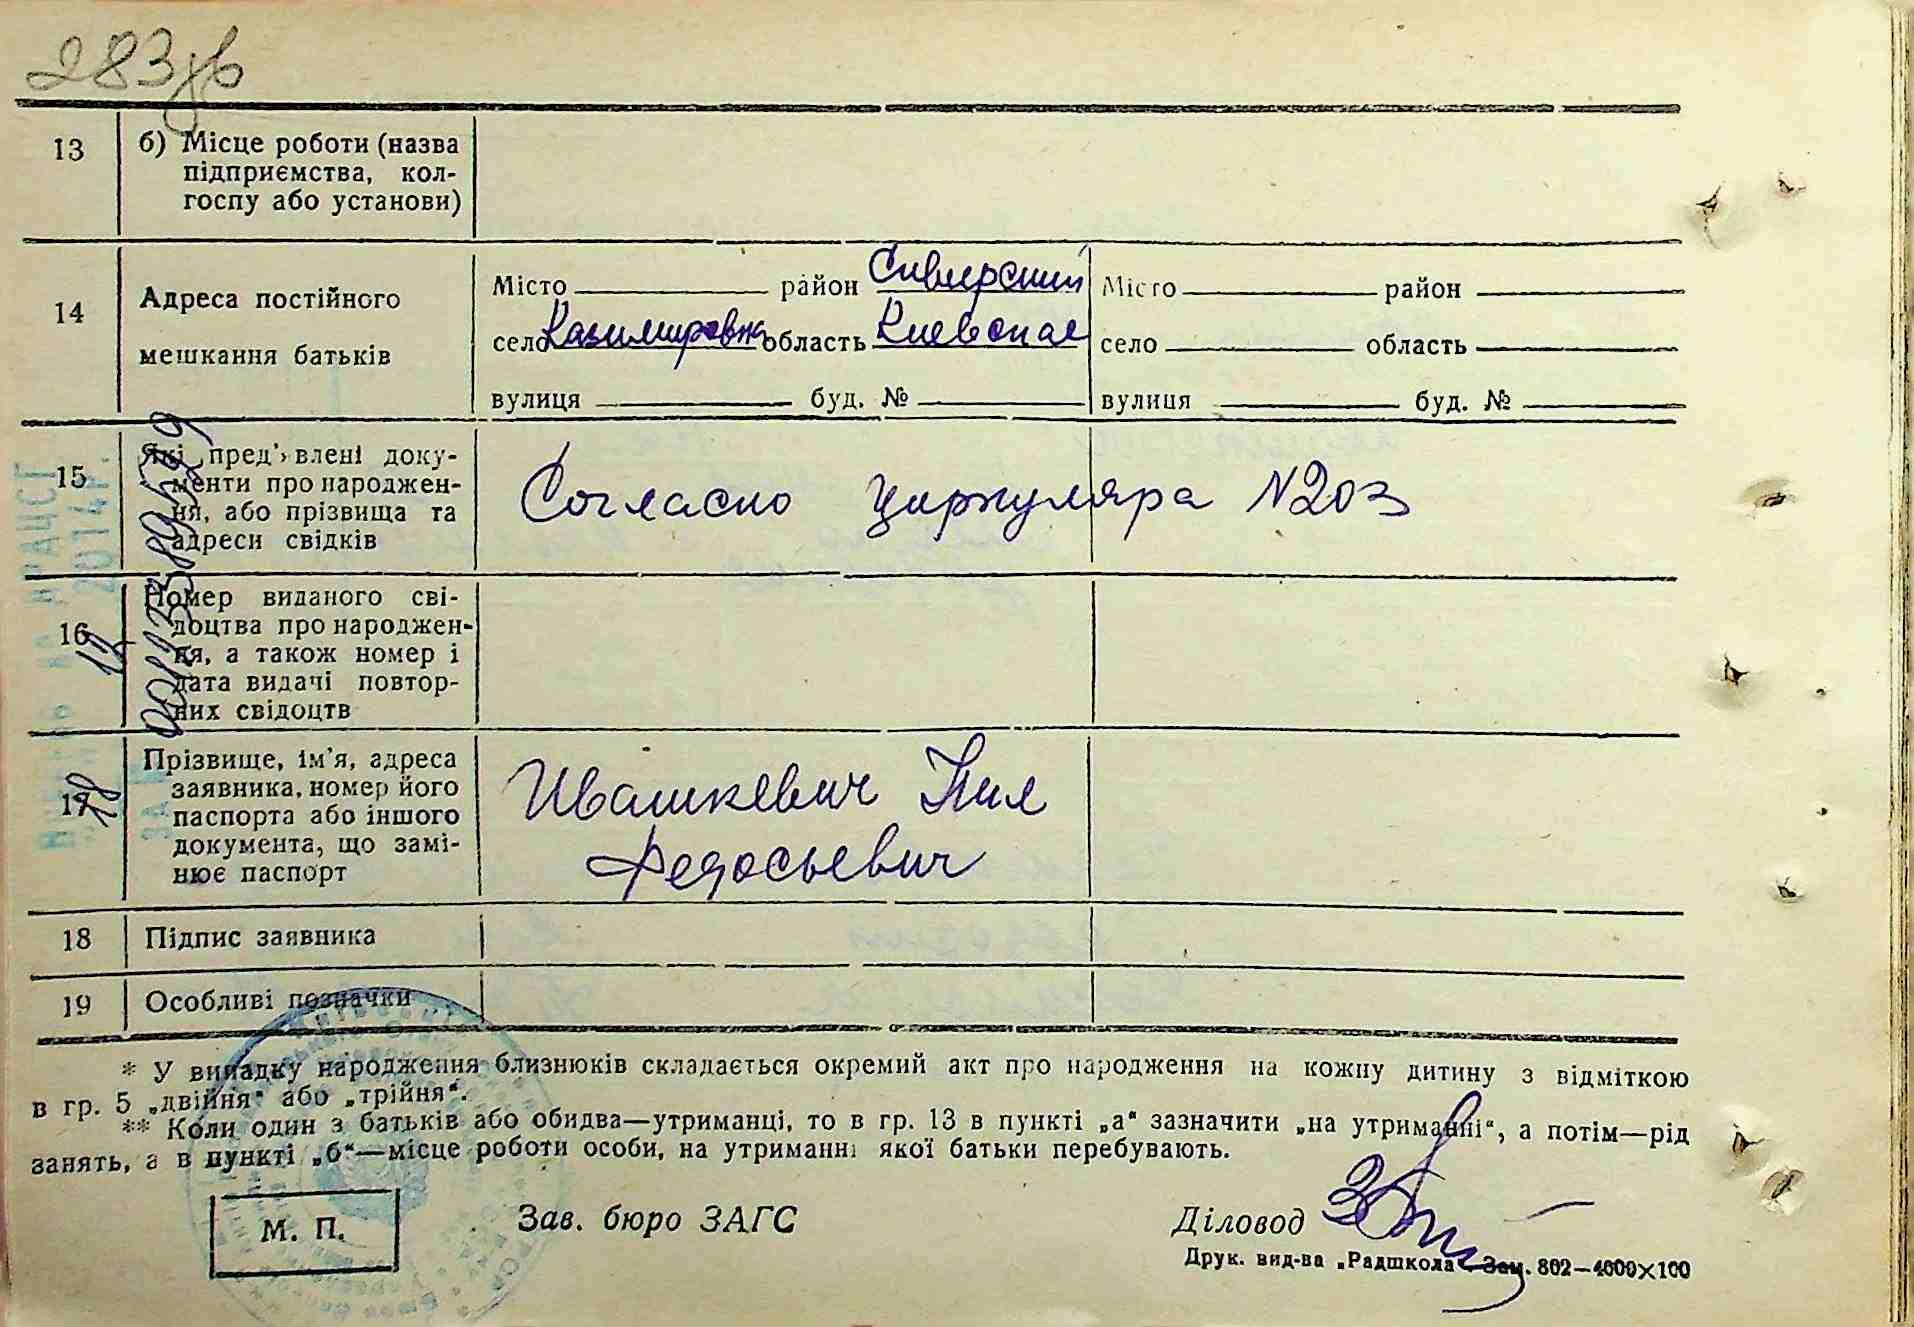 283
13 б) Місце роботи (назва
підприємства, кол-
госпу або установи)
14 Адреса постійного
мешкання батьків
Місто район Сквирский
село Казимировка область Киевская
вулиця буд. №
Місто район
село область
вулиця буд. №
15 Які пред'явлені доку-
менти про народжен-
ня, або прізвища та
адреси свідків
Согласно циркуляра N203
16 Номер виданого сві-
доцтва про народжен-
ня, а також номер і
дата видачі повтор-
них свідоцтв
17 Прізвище, ім'я, адреса
заявника, номер його
паспорта або іншого
документа, що замі-
нює паспорт
Ивашкевич Нил
Федосьевич
18 Підпис заявника
19 Особливі позначки
* У випадку народження близнюків складається окремий акт про народження на кожну дитину з відміткою
в гр. 5 „двійня" або „трійня".
** Коли один з батьків або обидва—утриманці, то в гр. 13 в пункті „а" зазначити „на утриманні", а потім—рід
занять, а в пункті „б"—місце роботи особи, на утриманні якої батьки перебувають.
М. П.
Зав. бюро ЗАГС
Діловод
Друк. вид-ва „Радшкола". Зам. 802—4000×100
2014